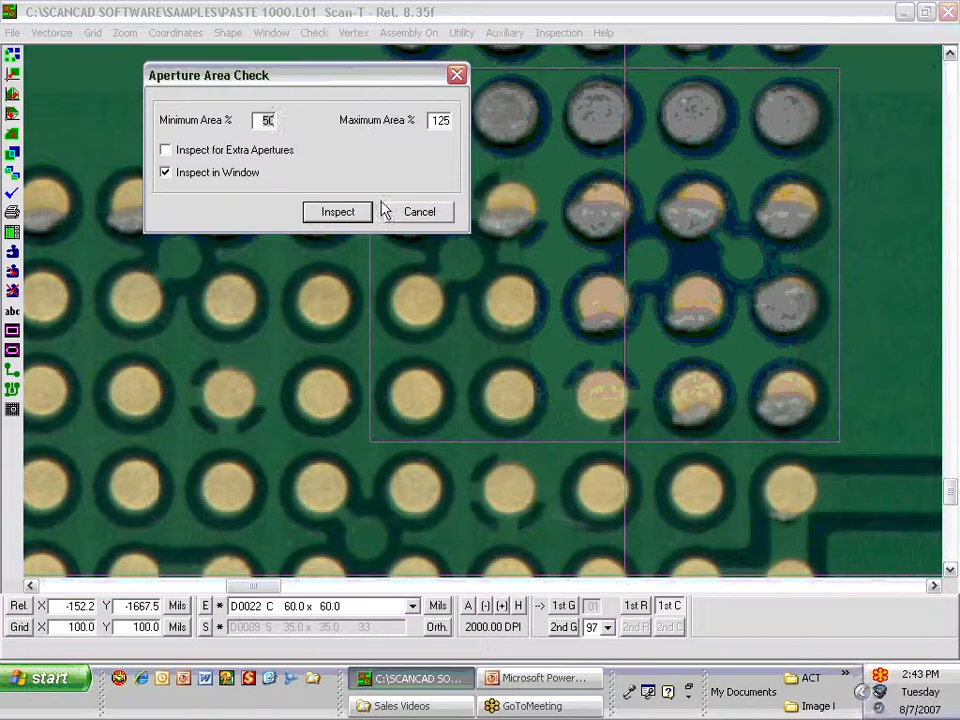 C:\SCANCAD SOFTWARE\SAMPLES\PASTE 1000.L01 Scan-T - Rel. 8.35f
File Vectorize Grid Zoom Coordinates Shape Window Check Vertex Assembly On Utility Auxiliary Inspection Help
Aperture Area Check
Minimum Area % 50 Maximum Area % 125
Inspect for Extra Apertures
Inspect in Window
Inspect Cancel
abc
Rel. X -152.2 Y -1667.5 Mils E * D0022 C 60.0 x 60.0 Mils A (-) (+) H --> 1st G 01 1st R 1st C
Grid X 100.0 Y 100.0 Mils S * D0089 S 35.0 x 35.0 33 Orth. 2000.00 DPI 2nd G 97 2nd R 2nd C
start C:\SCANCAD SO... Microsoft Power... ACT 2:43 PM
My Documents Tuesday
Sales Videos GoToMeeting Image I 8/7/2007